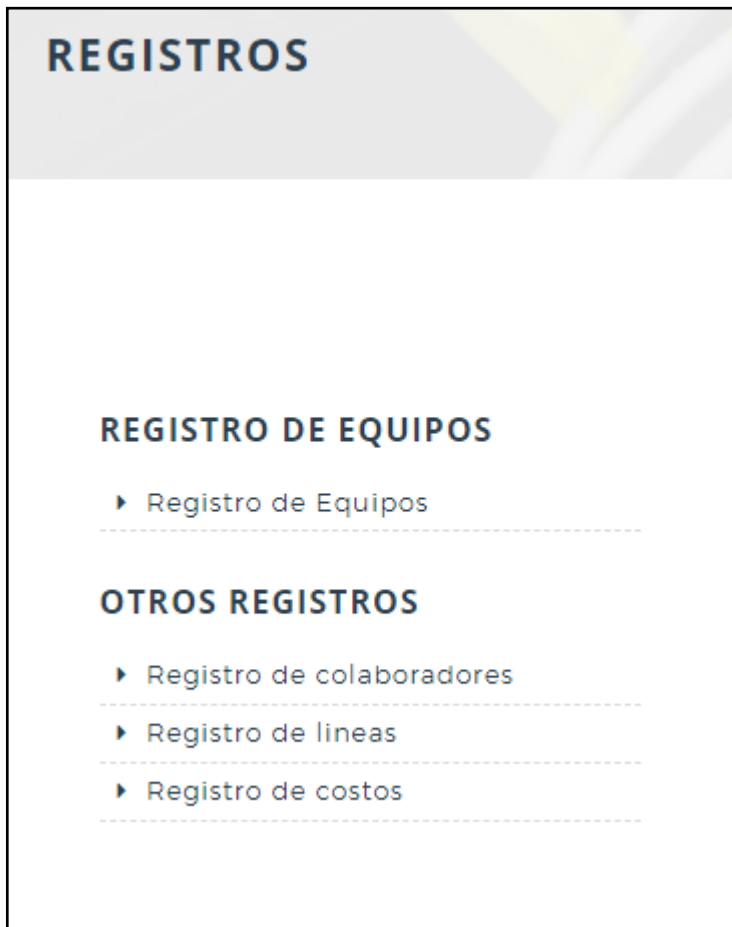 REGISTROS
REGISTRO DE EQUIPOS
Registro de Equipos
OTROS REGISTROS
Registro de colaboradores
Registro de lineas
Registro de costos